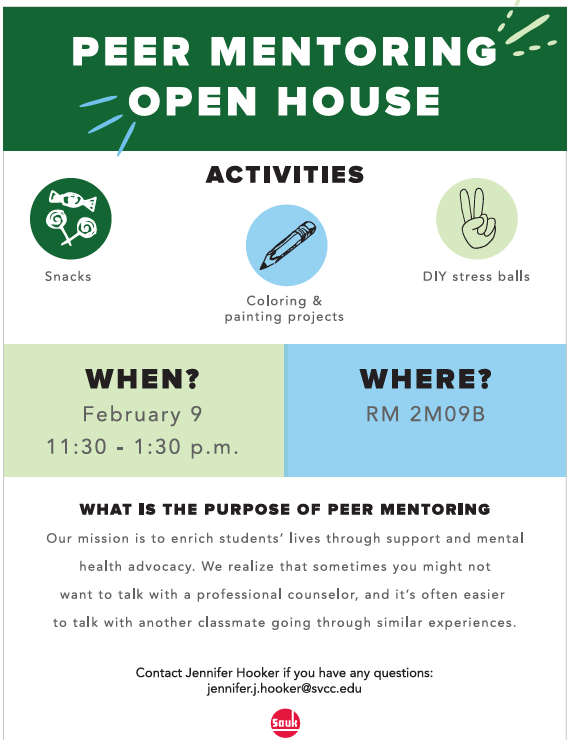 PEER MENTORING
OPEN HOUSE
ACTIVITIES
Snacks
Coloring &
painting projects
DIY stress balls
WHEN?
February 9
11:30 - 1:30 p.m.
WHERE?
RM 2M09B
WHAT IS THE PURPOSE OF PEER MENTORING
Our mission is to enrich students' lives through support and mental
health advocacy. We realize that sometimes you might not
want to talk with a professional counselor, and it's often easier
to talk with another classmate going through similar experiences.
Contact Jennifer Hooker if you have any questions:
jennifer.j.hooker@svcc.edu
Sauk